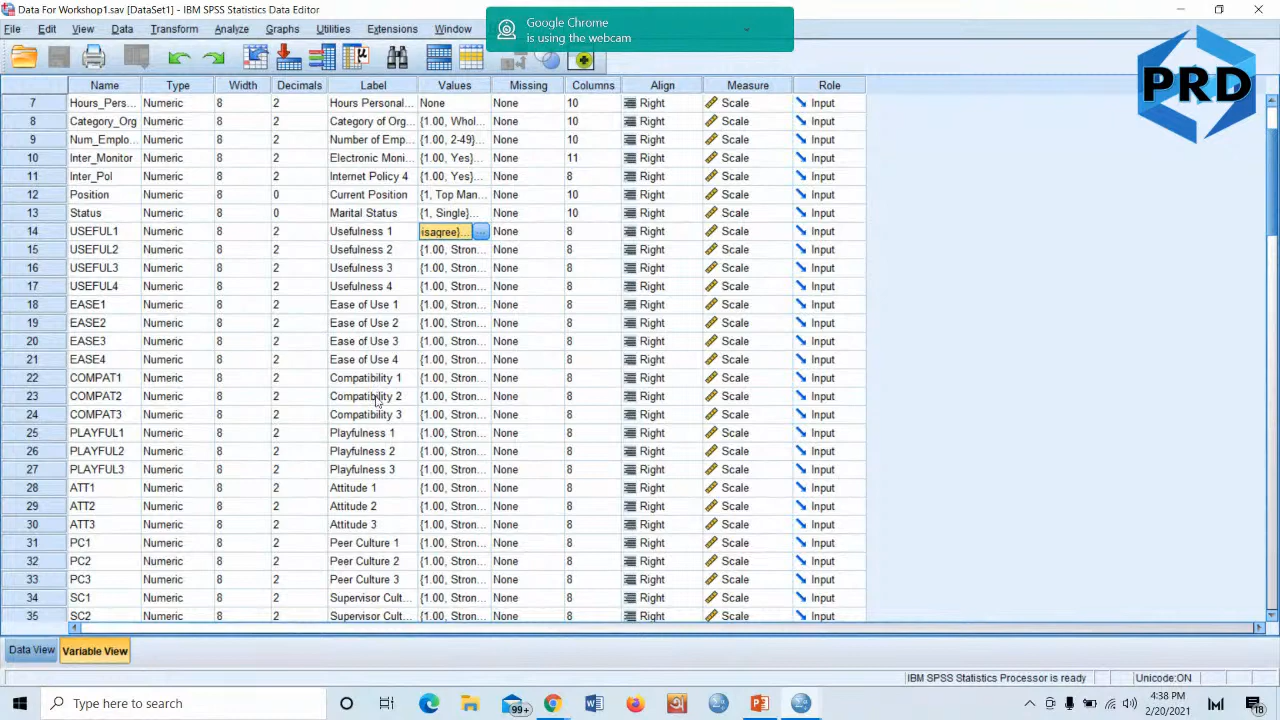 Data For Workshop1.sav [DataSet1] - IBM SPSS Statistics Data Editor
Google Chrome
is using the webcam
File Edit View Data Transform Analyze Graphs Utilities Extensions Window
PRD
Name Type Width Decimals Label Values Missing Columns Align Measure Role
7 Hours_Pers... Numeric 8 2 Hours Personal... None None 10 Right Scale Input
8 Category_Org Numeric 8 2 Category of Org... {1.00, Whol... None 10 Right Scale Input
9 Num_Emplo... Numeric 8 2 Number of Emp... {1.00, 2-49}... None 10 Right Scale Input
10 Inter_Monitor Numeric 8 2 Electronic Moni... {1.00, Yes}... None 11 Right Scale Input
11 Inter_Pol Numeric 8 2 Internet Policy 4 {1.00, Yes}... None 8 Right Scale Input
12 Position Numeric 8 0 Current Position {1, Top Man... None 10 Right Scale Input
13 Status Numeric 8 0 Marital Status {1, Single}... None 10 Right Scale Input
14 USEFUL1 Numeric 8 2 Usefulness 1 isagree}... ... None 8 Right Scale Input
15 USEFUL2 Numeric 8 2 Usefulness 2 {1.00, Stron... None 8 Right Scale Input
16 USEFUL3 Numeric 8 2 Usefulness 3 {1.00, Stron... None 8 Right Scale Input
17 USEFUL4 Numeric 8 2 Usefulness 4 {1.00, Stron... None 8 Right Scale Input
18 EASE1 Numeric 8 2 Ease of Use 1 {1.00, Stron... None 8 Right Scale Input
19 EASE2 Numeric 8 2 Ease of Use 2 {1.00, Stron... None 8 Right Scale Input
20 EASE3 Numeric 8 2 Ease of Use 3 {1.00, Stron... None 8 Right Scale Input
21 EASE4 Numeric 8 2 Ease of Use 4 {1.00, Stron... None 8 Right Scale Input
22 COMPAT1 Numeric 8 2 Compatibility 1 {1.00, Stron... None 8 Right Scale Input
23 COMPAT2 Numeric 8 2 Compatibility 2 {1.00, Stron... None 8 Right Scale Input
24 COMPAT3 Numeric 8 2 Compatibility 3 {1.00, Stron... None 8 Right Scale Input
25 PLAYFUL1 Numeric 8 2 Playfulness 1 {1.00, Stron... None 8 Right Scale Input
26 PLAYFUL2 Numeric 8 2 Playfulness 2 {1.00, Stron... None 8 Right Scale Input
27 PLAYFUL3 Numeric 8 2 Playfulness 3 {1.00, Stron... None 8 Right Scale Input
28 ATT1 Numeric 8 2 Attitude 1 {1.00, Stron... None 8 Right Scale Input
29 ATT2 Numeric 8 2 Attitude 2 {1.00, Stron... None 8 Right Scale Input
30 ATT3 Numeric 8 2 Attitude 3 {1.00, Stron... None 8 Right Scale Input
31 PC1 Numeric 8 2 Peer Culture 1 {1.00, Stron... None 8 Right Scale Input
32 PC2 Numeric 8 2 Peer Culture 2 {1.00, Stron... None 8 Right Scale Input
33 PC3 Numeric 8 2 Peer Culture 3 {1.00, Stron... None 8 Right Scale Input
34 SC1 Numeric 8 2 Supervisor Cult... {1.00, Stron... None 8 Right Scale Input
35 SC2 Numeric 8 2 Supervisor Cult... {1.00, Stron... None 8 Right Scale Input
Data View Variable View
IBM SPSS Statistics Processor is ready Unicode:ON
Type here to search 99+ 4:38 PM
2/20/2021 18